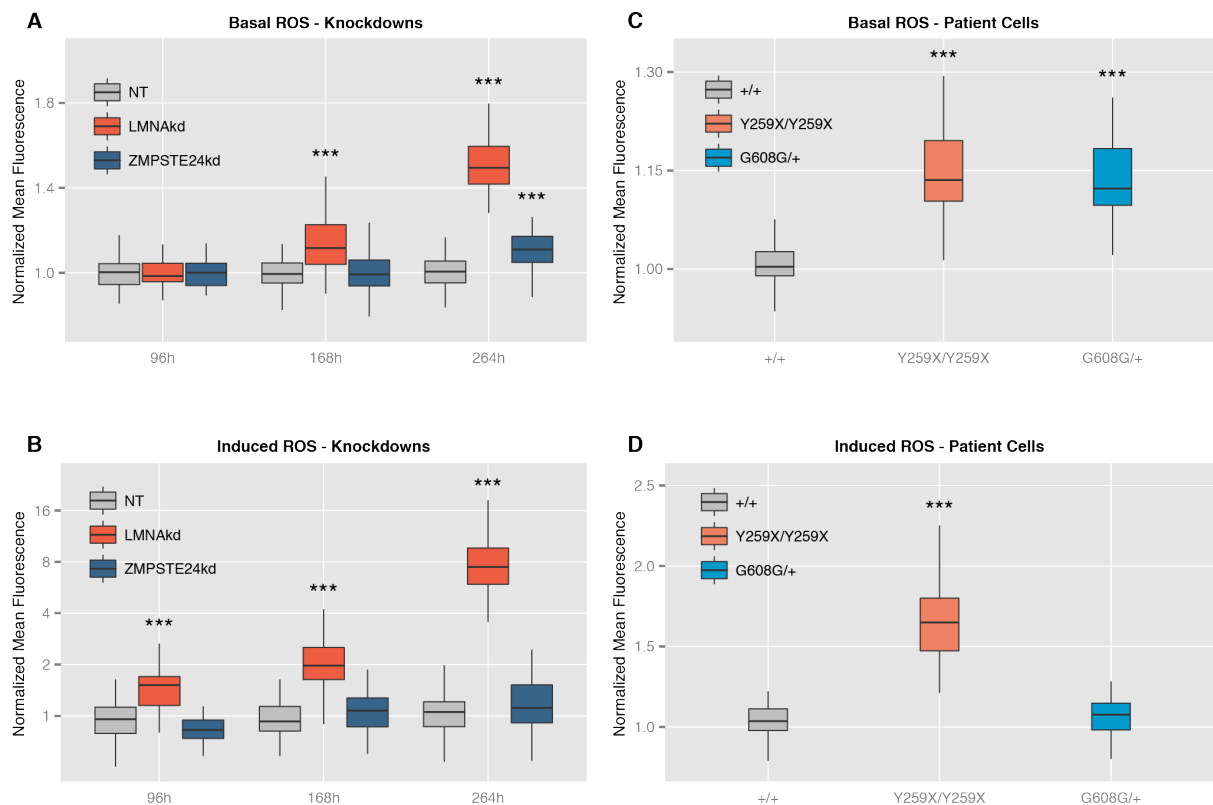 A
Basal ROS - Knockdowns
Normalized Mean Fluorescence
1.8
1.4
1.0
NT
LMNAkd
ZMPSTE24kd
***
***
***
96h
168h
264h
C
Basal ROS - Patient Cells
Normalized Mean Fluorescence
1.30
1.15
1.00
+/+
Y259X/Y259X
G608G/+
***
***
+/+
Y259X/Y259X
G608G/+
B
Induced ROS - Knockdowns
Normalized Mean Fluorescence
16
8
4
2
1
NT
LMNAkd
ZMPSTE24kd
***
***
***
96h
168h
264h
D
Induced ROS - Patient Cells
Normalized Mean Fluorescence
2.5
2.0
1.5
1.0
+/+
Y259X/Y259X
G608G/+
***
+/+
Y259X/Y259X
G608G/+